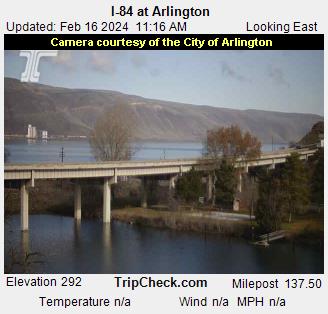 I-84 at Arlington
Updated: Feb 16 2024 11:16 AM Looking East
Camera courtesy of the City of Arlington
Elevation 292 TripCheck.com Milepost 137.50
Temperature n/a Wind n/a MPH n/a